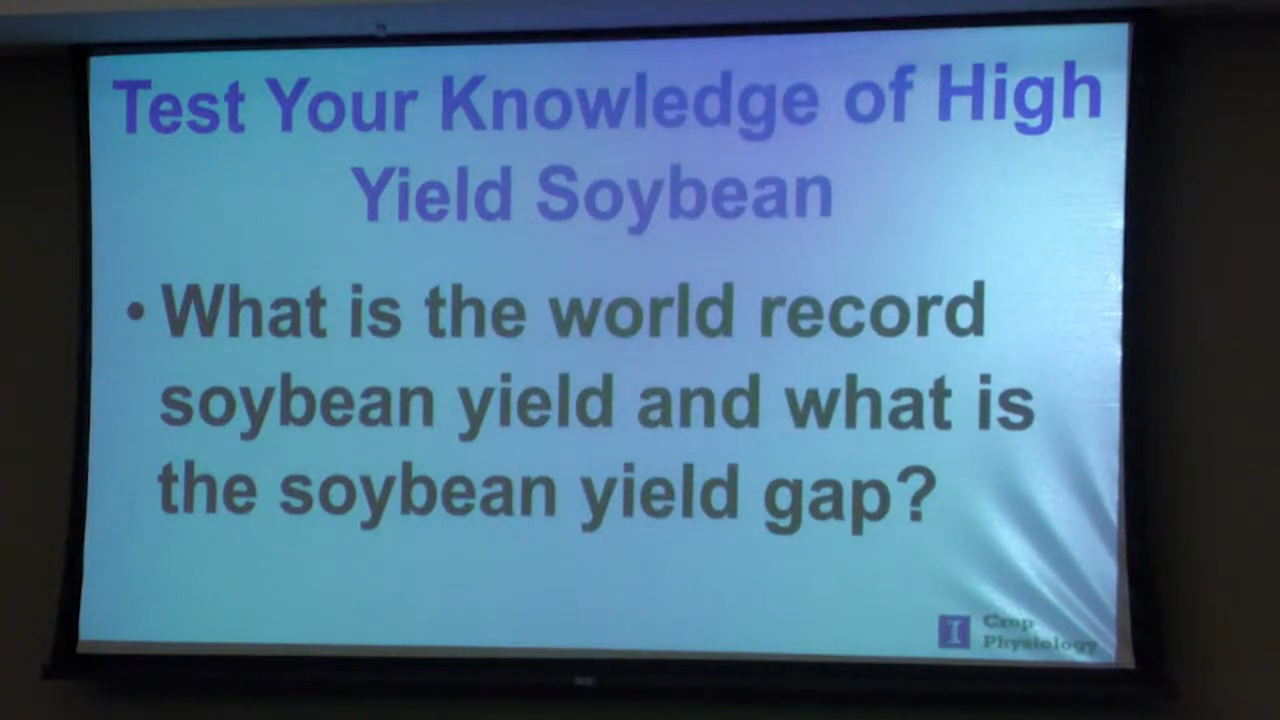 Test Your Knowledge of High
Yield Soybean
• What is the world record
soybean yield and what is
the soybean yield gap?
I
Crop
Physiology